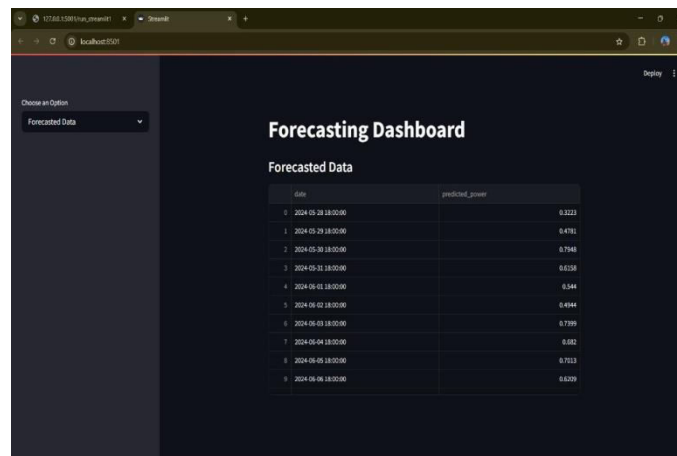 127.0.0.1:5001/run_streamlit1
Streamlit
localhost:8501
Deploy
Choose an Option
Forecasted Data
Forecasting Dashboard
Forecasted Data
date predicted_power
0 2024-05-28 18:00:00 0.3223
1 2024-05-29 18:00:00 0.4781
2 2024-05-30 18:00:00 0.7948
3 2024-05-31 18:00:00 0.6158
4 2024-06-01 18:00:00 0.544
5 2024-06-02 18:00:00 0.4944
6 2024-06-03 18:00:00 0.7399
7 2024-06-04 18:00:00 0.682
8 2024-06-05 18:00:00 0.7013
9 2024-06-06 18:00:00 0.6209